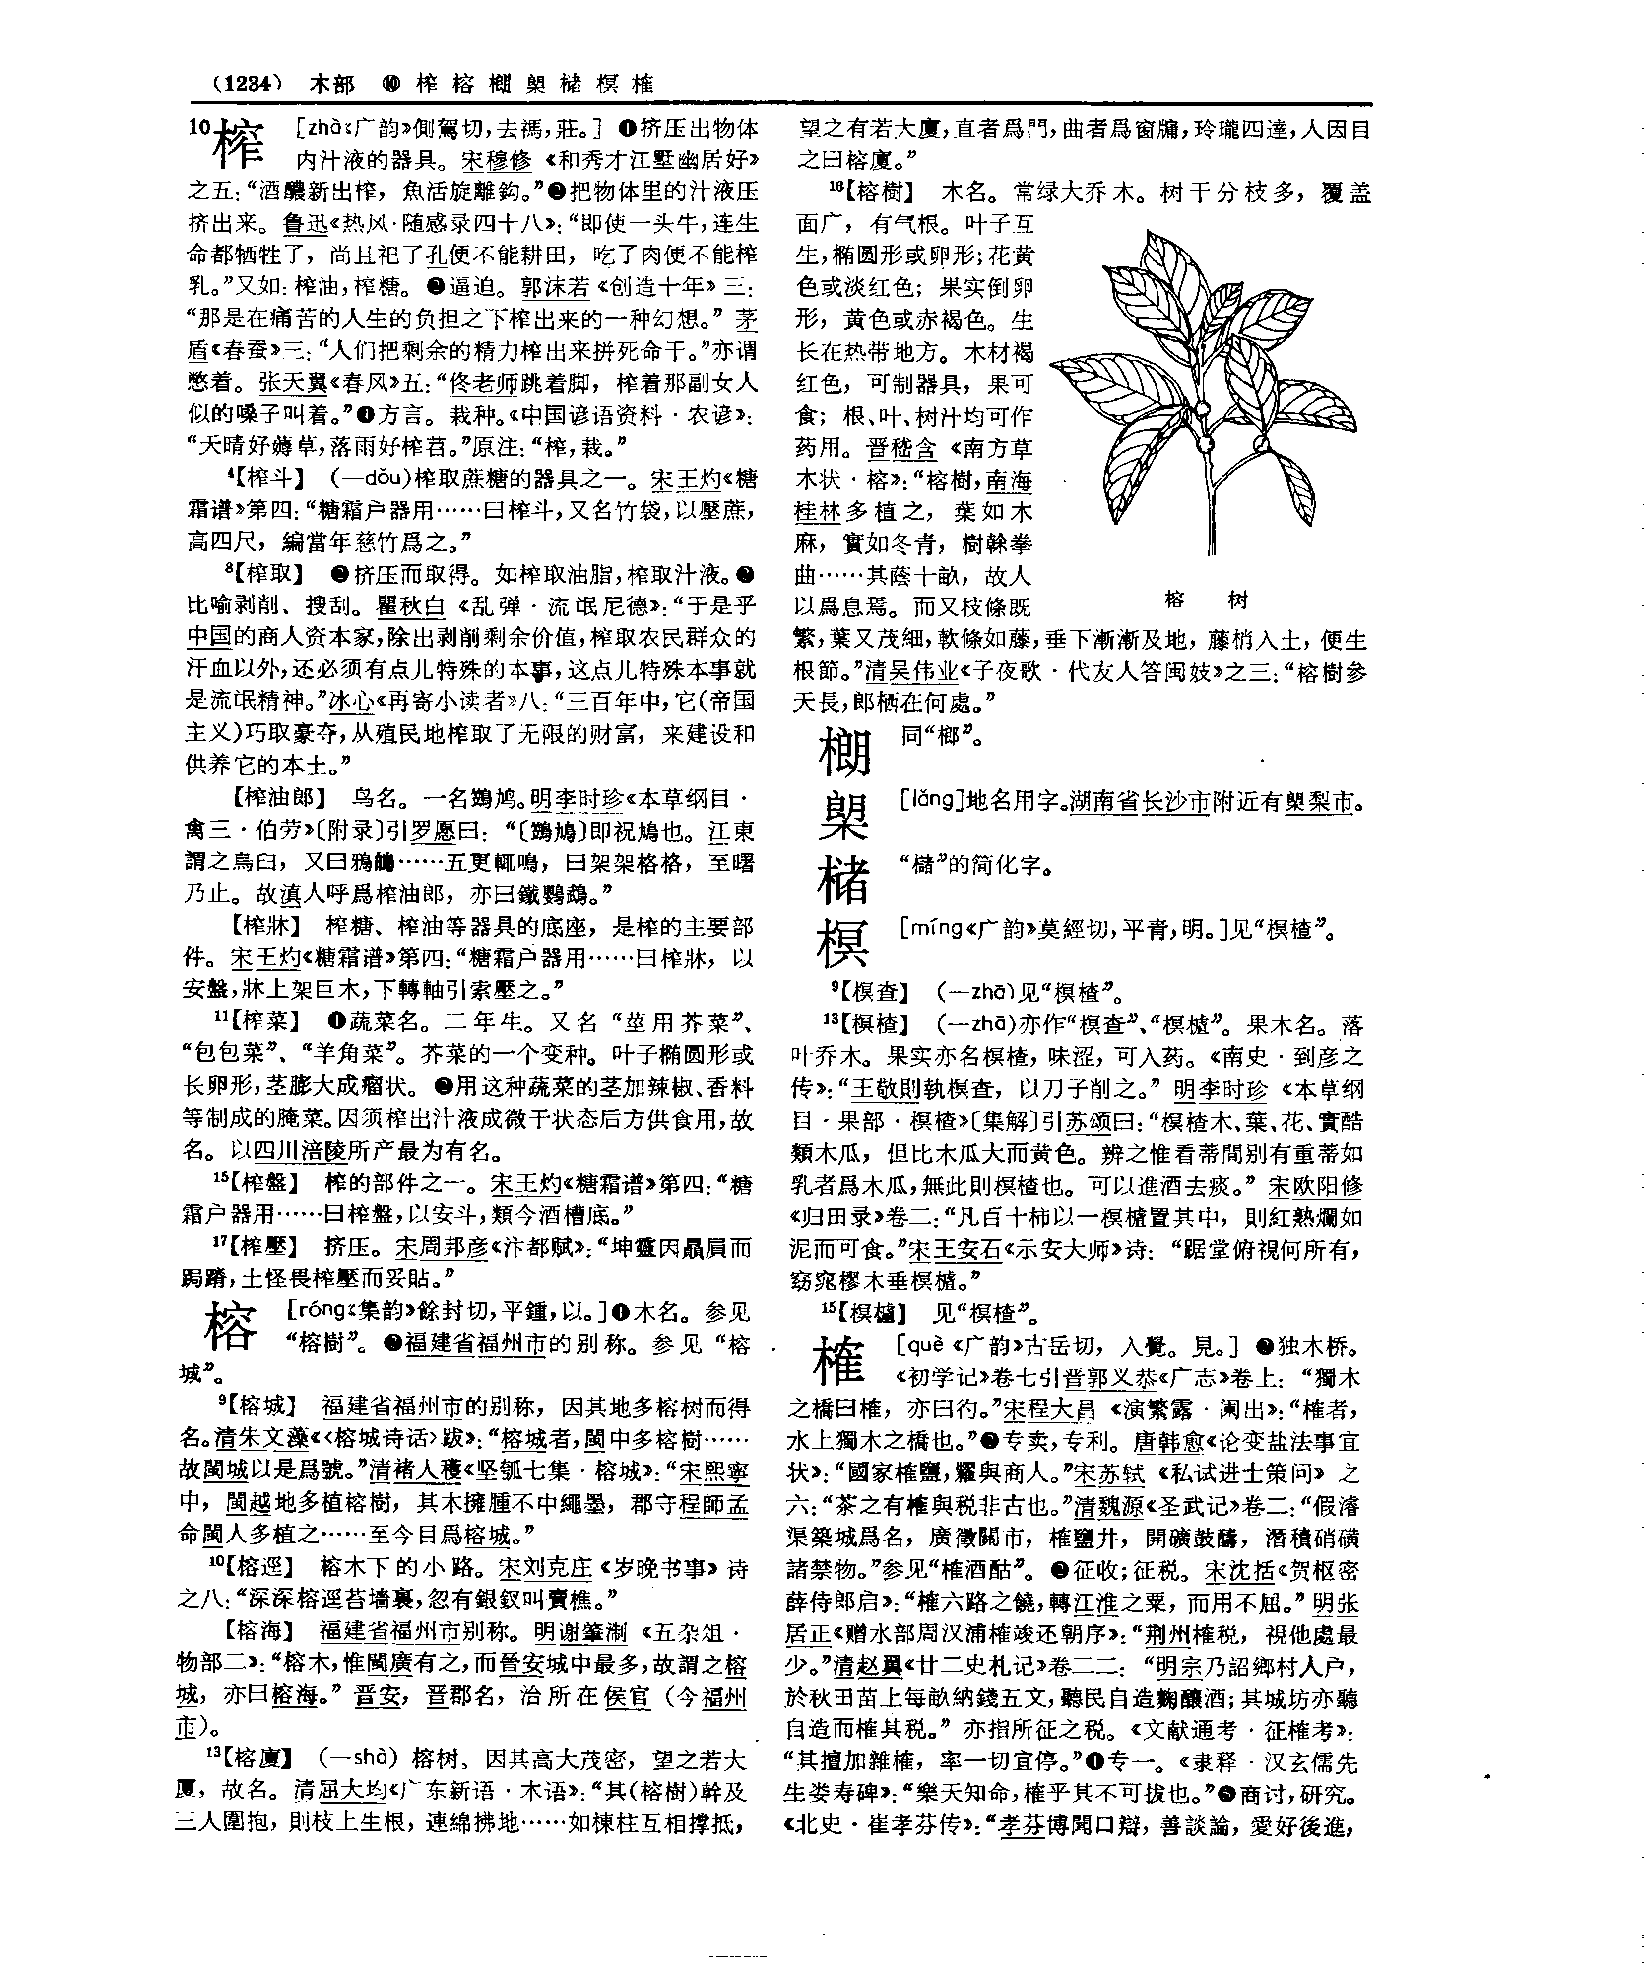 （1234） 木部 ⑩ 榨 榕 樃 㮾 槠 榠 榷
10榨 [zhà《广韵》側駕切，去禡，莊。] ❶挤压出物体
内汁液的器具。宋穆修《和秀才江墅幽居好》
之五：“酒醲新出榨，魚活旋離鈎。”❷把物体里的汁液压
挤出来。鲁迅《热风·随感录四十八》：“即使一头牛，连生
命都牺牲了，尚且祀了孔便不能耕田，吃了肉便不能榨
乳。”又如：榨油，榨糖。❸逼迫。郭沫若《创造十年》三：
“那是在痛苦的人生的负担之下榨出来的一种幻想。”茅
盾《春蚕》三：“人们把剩余的精力榨出来拼死命干。”亦谓
憋着。张天翼《春风》五：“佟老师跳着脚，榨着那副女人
似的嗓子叫着。”❹方言。栽种。《中国谚语资料·农谚》：
“天晴好薅草，落雨好榨苕。”原注：“榨，栽。”
4【榨斗】 （—dǒu）榨取蔗糖的器具之一。宋王灼《糖
霜谱》第四：“糖霜户器用……曰榨斗，又名竹袋，以壓蔗，
高四尺，編當年慈竹爲之。”
8【榨取】 ❶挤压而取得。如榨取油脂，榨取汁液。❷
比喻剥削、搜刮。瞿秋白《乱弹·流氓尼德》：“于是乎
中国的商人资本家，除出剥削剩余价值，榨取农民群众的
汗血以外，还必须有点儿特殊的本事，这点儿特殊本事就
是流氓精神。”冰心《再寄小读者》八：“三百年中，它（帝国
主义）巧取豪夺，从殖民地榨取了无限的财富，来建设和
供养它的本土。”
【榨油郎】 鸟名。一名鵽鸠。明李时珍《本草纲目·
禽三·伯劳》〔附录〕引罗愿曰：“〔鵽鳩〕即祝鳩也。江東
謂之烏臼，又曰鴉鵖……五更輒鳴，曰架架格格，至曙
乃止。故滇人呼爲榨油郎，亦曰鐵鸚鵡。”
【榨牀】 榨糖、榨油等器具的底座，是榨的主要部
件。宋王灼《糖霜谱》第四：“糖霜户器用……曰榨牀，以
安盤，牀上架巨木，下轉軸引索壓之。”
11【榨菜】 ❶蔬菜名。二年生。又名“茎用芥菜”、
“包包菜”、“羊角菜”。芥菜的一个变种。叶子椭圆形或
长卵形，茎膨大成瘤状。❷用这种蔬菜的茎加辣椒、香料
等制成的腌菜。因须榨出汁液成微干状态后方供食用，故
名。以四川涪陵所产最为有名。
15【榨盤】 榨的部件之一。宋王灼《糖霜谱》第四：“糖
霜户器用……曰榨盤，以安斗，類今酒槽底。”
17【榨壓】 挤压。宋周邦彦《汴都赋》：“坤靈因贔屓而
跼蹐，土怪畏榨壓而妥貼。”
榕 [róng《集韵》餘封切，平鍾，以。]❶木名。参见
“榕樹”。❷福建省福州市的别称。参见“榕
城”。
9【榕城】 福建省福州市的别称，因其地多榕树而得
名。清朱文藻《〈榕城诗话〉跋》：“榕城者，閩中多榕樹……
故閩城以是爲號。”清褚人穫《坚瓠七集·榕城》：“宋熙寧
中，閩越地多植榕樹，其木擁腫不中繩墨，郡守程師孟
命閩人多植之……至今目爲榕城。”
10【榕逕】 榕木下的小路。宋刘克庄《岁晚书事》诗
之八：“深深榕逕苔墻裏，忽有銀釵叫賣樵。”
【榕海】 福建省福州市别称。明谢肇淛《五杂俎·
物部二》：“榕木，惟閩廣有之，而晉安城中最多，故謂之榕
城，亦曰榕海。”晋安，晋郡名，治所在侯官（今福州
市）。
13【榕廈】 （—shà）榕树。因其高大茂密，望之若大
厦，故名。清屈大均《广东新语·木语》：“其（榕樹）幹及
三人圍抱，則枝上生根，連綿拂地……如棟柱互相撐抵，
望之有若大廈，直者爲門，曲者爲窗牖，玲瓏四達，人因目
之曰榕廈。”
16【榕樹】 木名。常绿大乔木。树干分枝多，覆盖
面广，有气根。叶子互
生，椭圆形或卵形；花黄
色或淡红色；果实倒卵
形，黄色或赤褐色。生
长在热带地方。木材褐
红色，可制器具，果可
食；根、叶、树汁均可作
药用。晋嵇含《南方草
木状·榕》：“榕樹，南海
桂林多植之，葉如木
麻，實如冬青，樹榦拳
曲……其蔭十畝，故人
以爲息焉。而又枝條既
繁，葉又茂細，軟條如藤，垂下漸漸及地，藤梢入土，便生
根節。”清吴伟业《子夜歌·代友人答闽妓》之三：“榕樹參
天長，郎栖在何處。”
榕 树
樃 同“榔”。
㮾 [lǎng]地名用字。湖南省长沙市附近有㮾梨市。
槠 “櫧”的简化字。
榠 [míng《广韵》莫經切，平青，明。]见“榠楂”。
9【榠查】 （—zhā）见“榠楂”。
13【榠楂】 （—zhā）亦作“榠查”、“榠樝”。果木名。落
叶乔木。果实亦名榠楂，味涩，可入药。《南史·到彦之
传》：“王敬則執榠查，以刀子削之。”明李时珍《本草纲
目·果部·榠楂》〔集解〕引苏颂曰：“榠楂木、葉、花、實酷
類木瓜，但比木瓜大而黄色。辨之惟看蒂間别有重蒂如
乳者爲木瓜，無此則榠楂也。可以進酒去痰。”宋欧阳修
《归田录》卷二：“凡百十柿以一榠樝置其中，則紅熟爛如
泥而可食。”宋王安石《示安大师》诗：“踞堂俯視何所有，
窈窕樛木垂榠樝。”
15【榠樝】 见“榠楂”。
榷 [què《广韵》古岳切，入覺。見。] ❶独木桥。
《初学记》卷七引晋郭义恭《广志》卷上：“獨木
之橋曰榷，亦曰彴。”宋程大昌《演繁露·阑出》：“榷者，
水上獨木之橋也。”❷专卖，专利。唐韩愈《论变盐法事宜
状》：“國家榷鹽，糶與商人。”宋苏轼《私试进士策问》之
六：“茶之有榷與税非古也。”清魏源《圣武记》卷二：“假濬
渠築城爲名，廣徵關市，榷鹽井，開礦鼓鑄，潛積硝磺
諸禁物。”参见“榷酒酤”。❸征收；征税。宋沈括《贺枢密
薛侍郎启》：“榷六路之饒，轉江淮之粟，而用不屈。”明张
居正《赠水部周汉浦榷竣还朝序》：“荆州榷税，視他處最
少。”清赵翼《廿二史札记》卷二二：“明宗乃詔鄉村人户，
於秋田苗上每畝納錢五文，聽民自造麴釀酒；其城坊亦聽
自造而榷其税。”亦指所征之税。《文献通考·征榷考》：
“其擅加雜榷，率一切宜停。”❹专一。《隶释·汉玄儒先
生娄寿碑》：“樂天知命，榷乎其不可拔也。”❺商讨，研究。
《北史·崔孝芬传》：“孝芬博聞口辯，善談論，愛好後進，